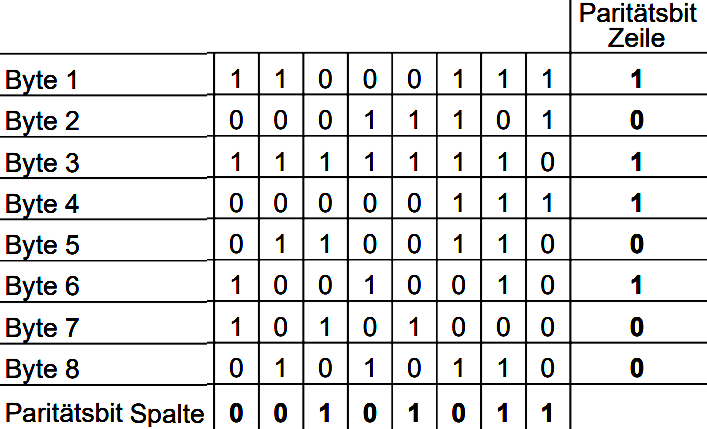 Paritätsbit
Zeile
Byte 1 1 1 0 0 0 1 1 1 1
Byte 2 0 0 0 1 1 1 0 1 0
Byte 3 1 1 1 1 1 1 1 0 1
Byte 4 0 0 0 0 0 1 1 1 1
Byte 5 0 1 1 0 0 1 1 0 0
Byte 6 1 0 0 1 0 0 1 0 1
Byte 7 1 0 1 0 1 0 0 0 0
Byte 8 0 1 0 1 0 1 1 0 0
Paritätsbit Spalte 0 0 1 0 1 0 1 1